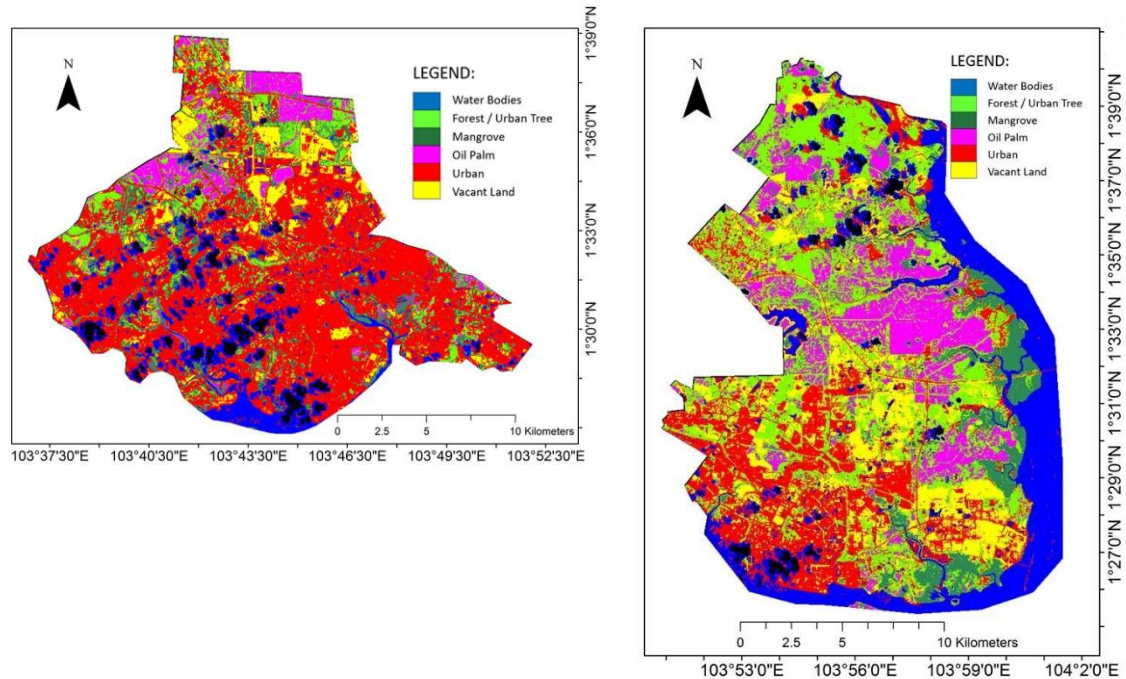 N
LEGEND:
Water Bodies
Forest / Urban Tree
Mangrove
Oil Palm
Urban
Vacant Land
0 2.5 5 10 Kilometers
1°39'0"N
1°36'0"N
1°33'0"N
1°30'0"N
103°37'30"E 103°40'30"E 103°43'30"E 103°46'30"E 103°49'30"E 103°52'30"E
N
LEGEND:
Water Bodies
Forest / Urban Tree
Mangrove
Oil Palm
Urban
Vacant Land
1°39'0"N
1°37'0"N
1°35'0"N
1°33'0"N
1°31'0"N
1°29'0"N
1°27'0"N
0 2.5 5 10 Kilometers
103°53'0"E 103°56'0"E 103°59'0"E 104°2'0"E